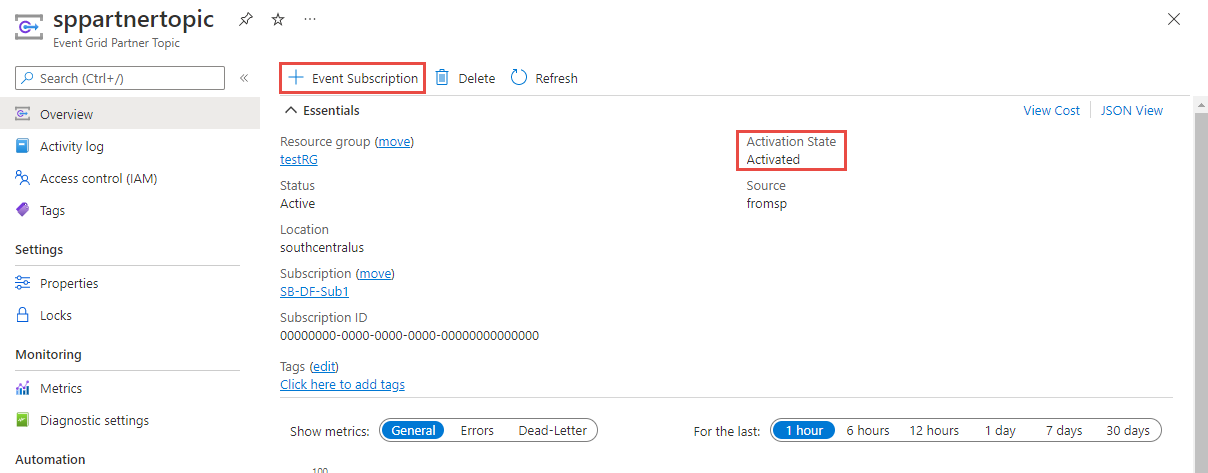 sppartnertopic
Event Grid Partner Topic
Search (Ctrl+/)
Overview
Activity log
Access control (IAM)
Tags
Settings
Properties
Locks
Monitoring
Metrics
Diagnostic settings
Automation
Event Subscription
Delete
Refresh
Essentials
View Cost
JSON View
Resource group (move)
testRG
Status
Active
Location
southcentralus
Subscription (move)
SB-DF-Sub1
Subscription ID
00000000-0000-0000-0000-00000000000000
Tags (edit)
Click here to add tags
Activation State
Activated
Source
fromsp
Show metrics: General Errors Dead-Letter
For the last: 1 hour 6 hours 12 hours 1 day 7 days 30 days
100